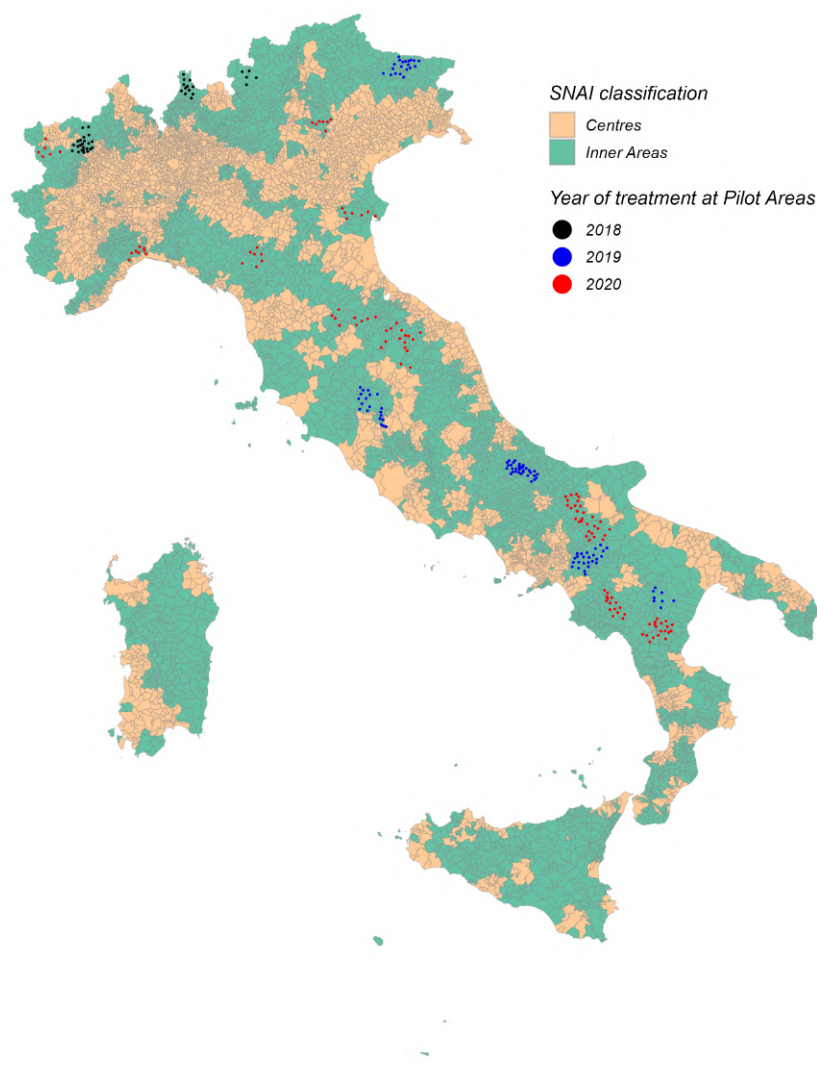 SNAI classification
Centres
Inner Areas
Year of treatment at Pilot Areas
2018
2019
2020